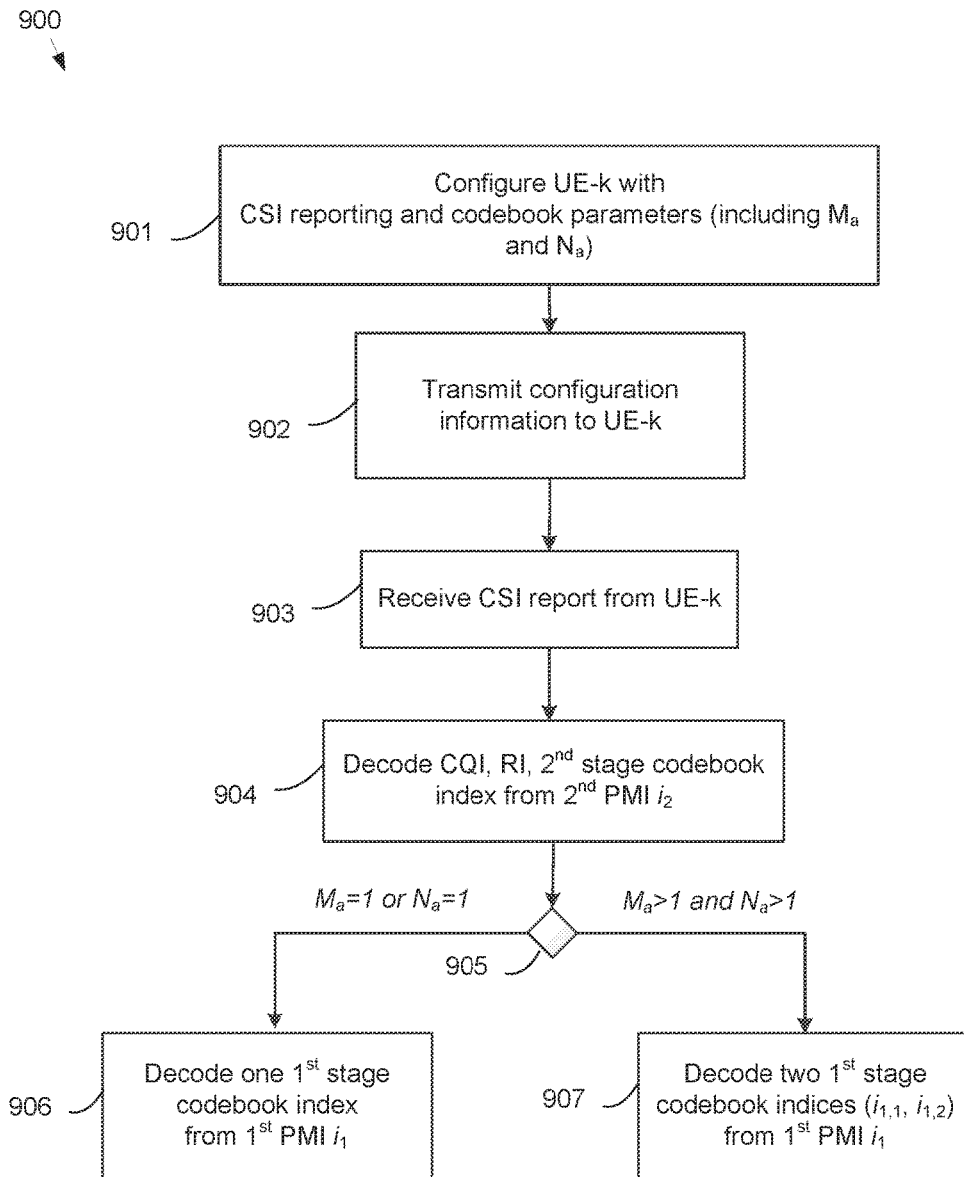 900
Configure UE-k with
CSI reporting and codebook parameters (including Mₐ
and Nₐ)
901
Transmit configuration
information to UE-k
902
Receive CSI report from UE-k
903
Decode CQI, RI, 2ⁿᵈ stage codebook
index from 2ⁿᵈ PMI i₂
904
Mₐ=1 or Nₐ=1
Mₐ>1 and Nₐ>1
905
Decode one 1ˢᵗ stage
codebook index
from 1ˢᵗ PMI i₁
906
Decode two 1ˢᵗ stage
codebook indices (i₁,₁, i₁,₂)
from 1ˢᵗ PMI i₁
907